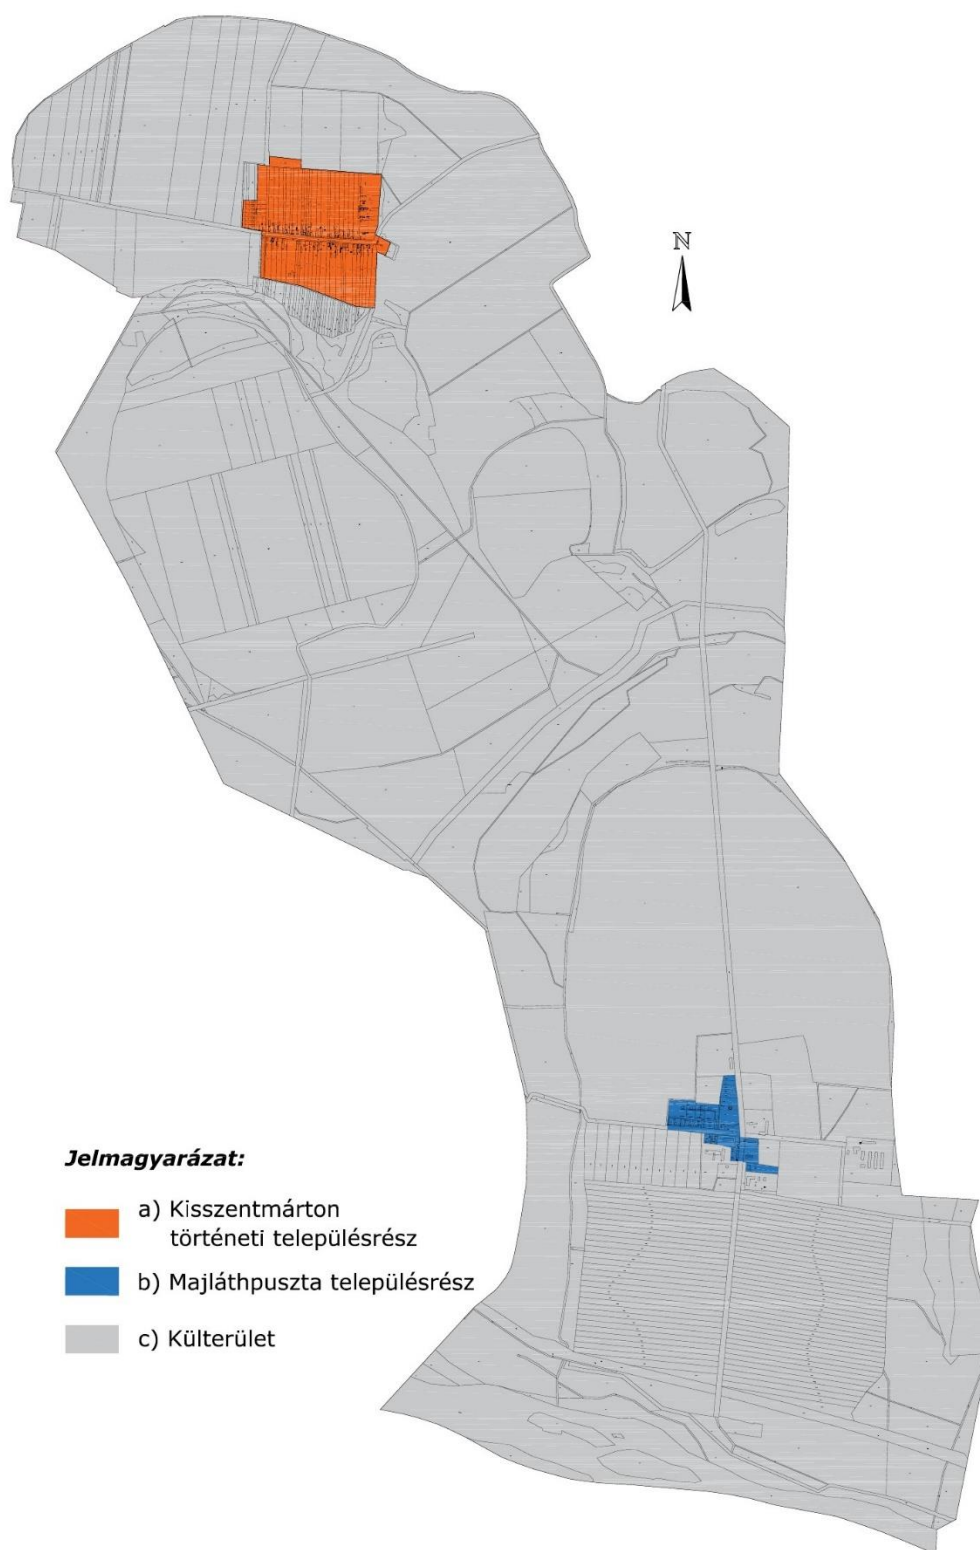 N
Jelmagyarázat:
a) Kisszentmárton
történeti településrész
b) Majláthpuszta településrész
c) Külterület